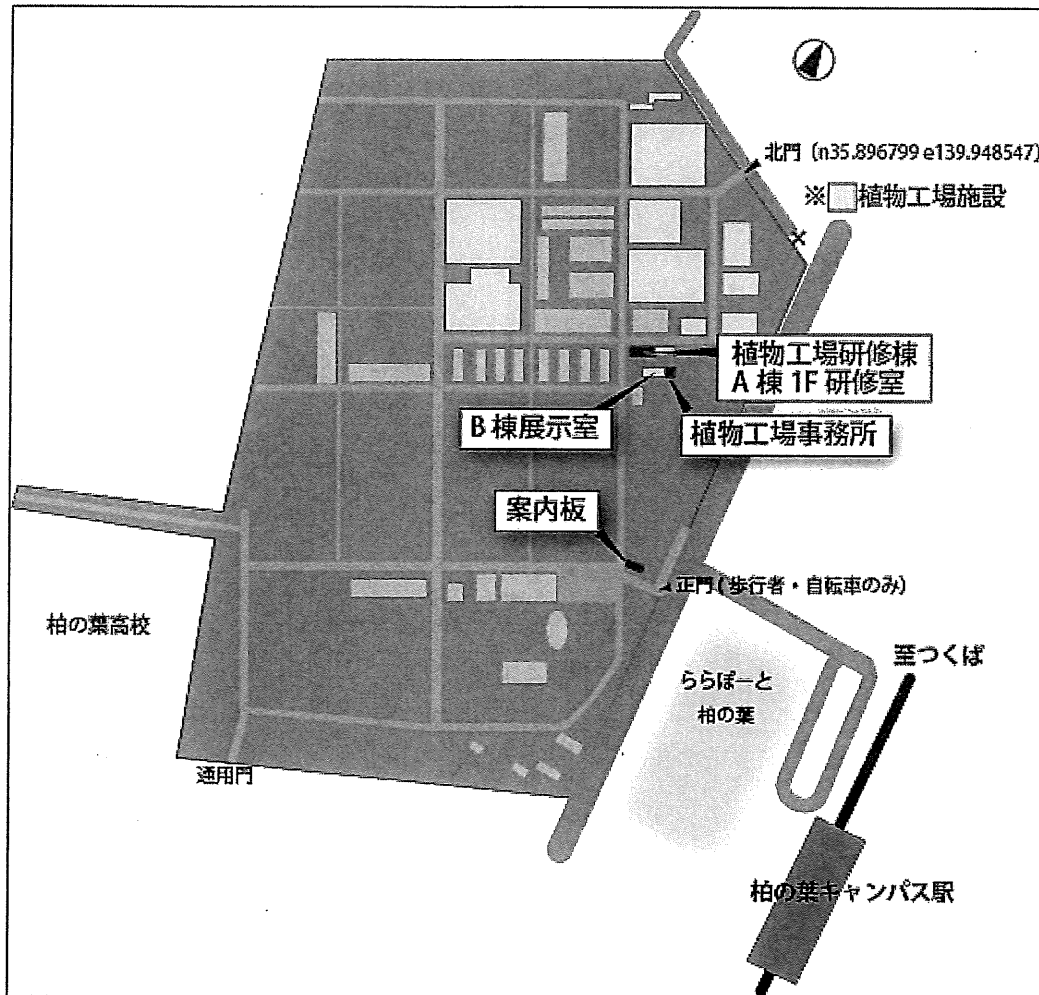 北門 (n35.896799 e139.948547)
※□植物工場施設
植物工場研修棟
A 棟 1F 研修室
B 棟展示室
植物工場事務所
案内板
正門 (歩行者・自転車のみ)
柏の葉高校
至つくば
ららぽーと
柏の葉
通用門
柏の葉キャンパス駅